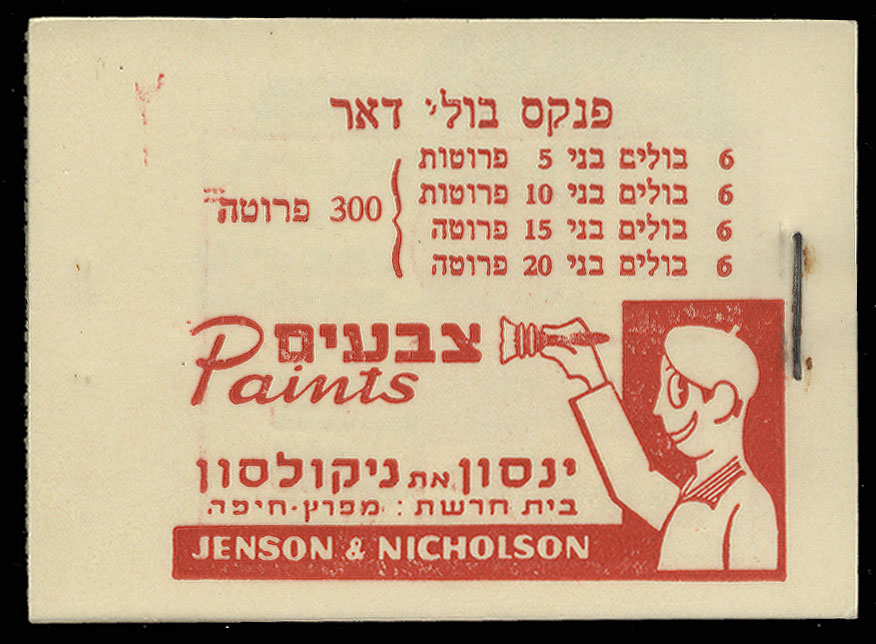 פנקס בולי דאר
6 בולים בני 5 פרוטות
6 בולים בני 10 פרוטות
6 בולים בני 15 פרוטה
6 בולים בני 20 פרוטה
300 פרוטה
צבעים
Paints
ינסון את ניקולסון
בית חרשת: מפרץ-חיפה.
JENSON & NICHOLSON